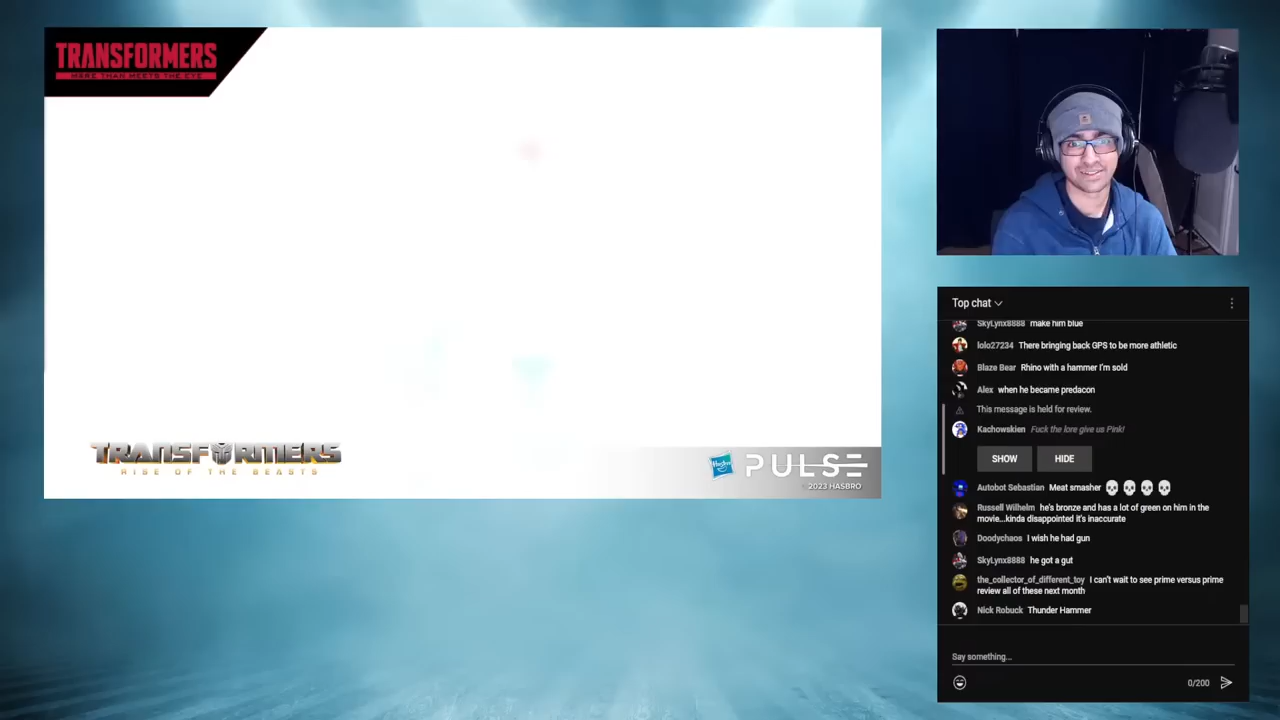 TRANSFORMERS
MORE THAN MEETS THE EYE
TRANSFORMERS
RISE OF THE BEASTS
Hasbro
PULSE
2023 HASBRO
Top chat
SkyLynx8888 make him blue
lolo27234 There bringing back GPS to be more athletic
Blaze Bear Rhino with a hammer I'm sold
Alex when he became predacon
This message is held for review.
Kachowskien Fuck the lore give us Pink!
SHOW HIDE
Autobot Sebastian Meat smasher 💀💀💀💀
Russell Wilhelm he's bronze and has a lot of green on him in the
movie...kinda disappointed it's inaccurate
Doodychaos I wish he had gun
SkyLynx8888 he got a gut
the_collector_of_different_toy I can't wait to see prime versus prime
review all of these next month
Nick Robuck Thunder Hammer
Say something...
0/200